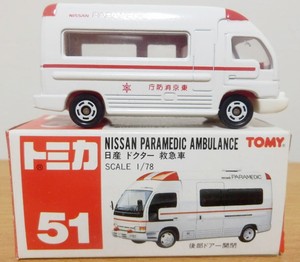 東京消防庁
トミカ
NISSAN PARAMEDIC AMBULANCE
TOMY
日産 ドクター 救急車
SCALE 1/78
51
PARAMEDIC
後部ドアー開閉